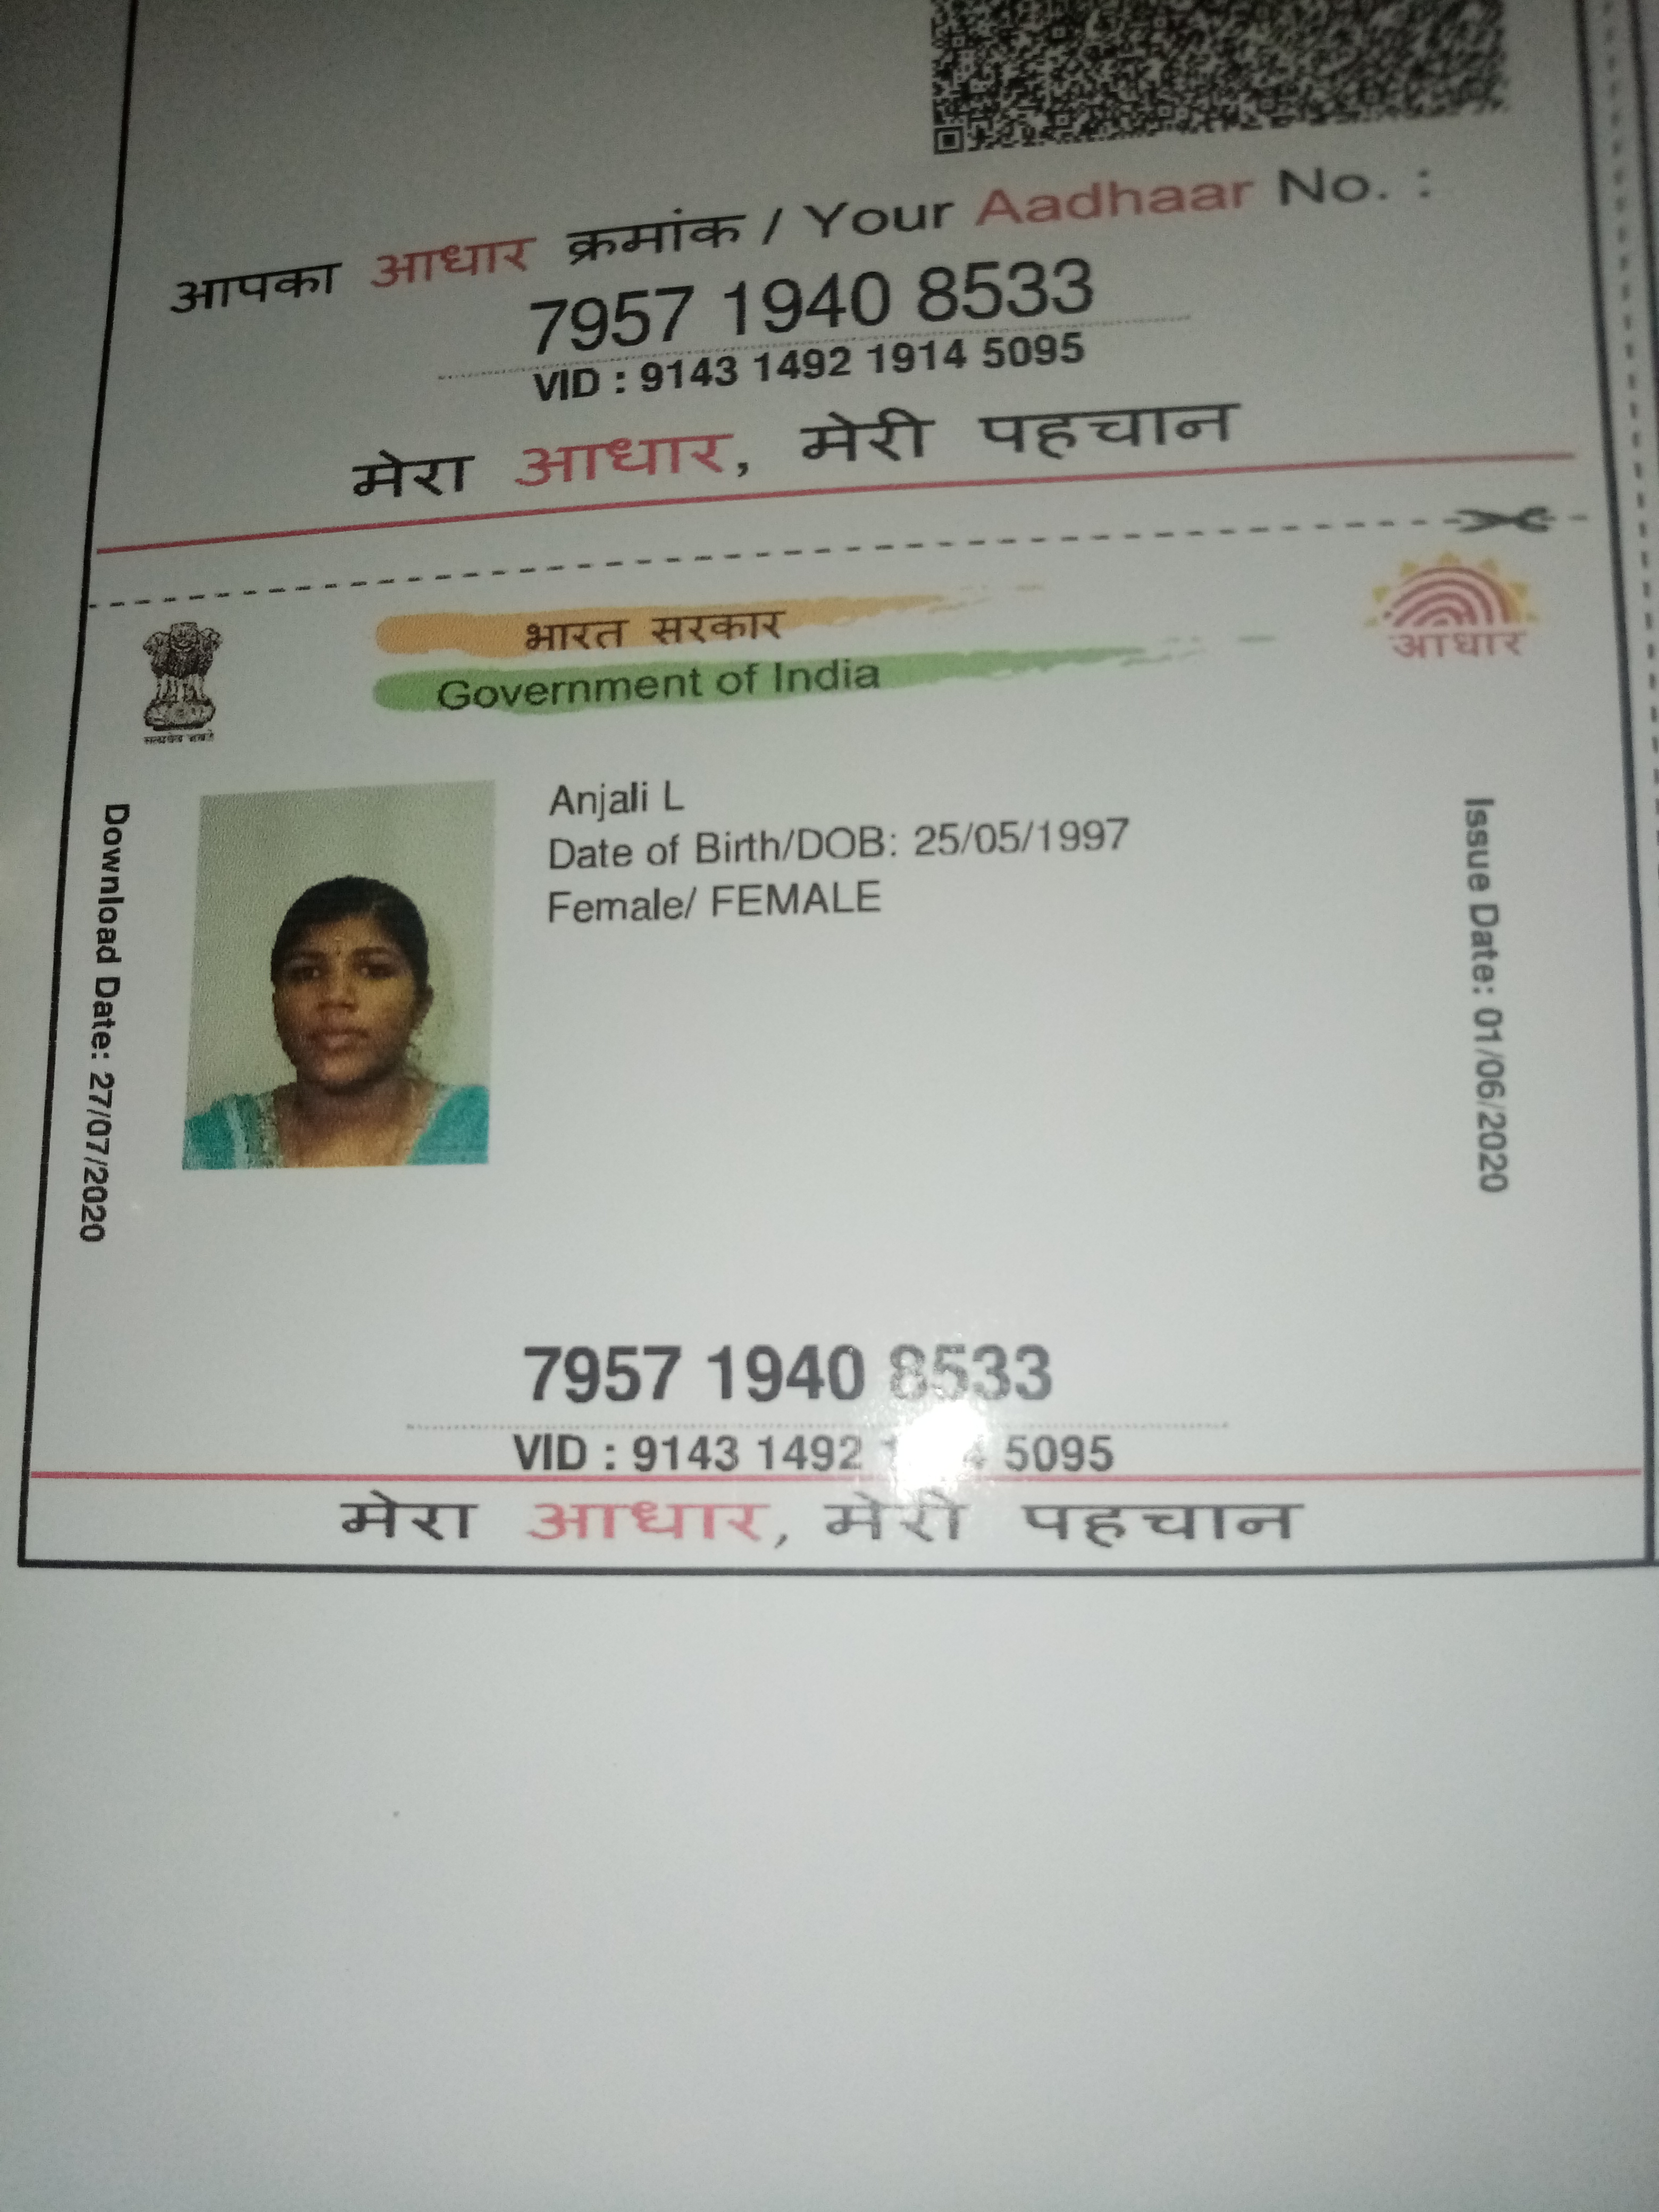 आपका आधार क्रमांक / Your Aadhaar No. :
7957 1940 8533
VID : 9143 1492 1914 5095
मेरा आधार, मेरी पहचान
भारत सरकार
Government of India
आधार
सत्यमेव जयते
Download Date: 27/07/2020
Anjali L
Date of Birth/DOB: 25/05/1997
Female/ FEMALE
Issue Date: 01/06/2020
7957 1940 8533
VID : 9143 1492 5095
मेरा आधार, मेरी पहचान